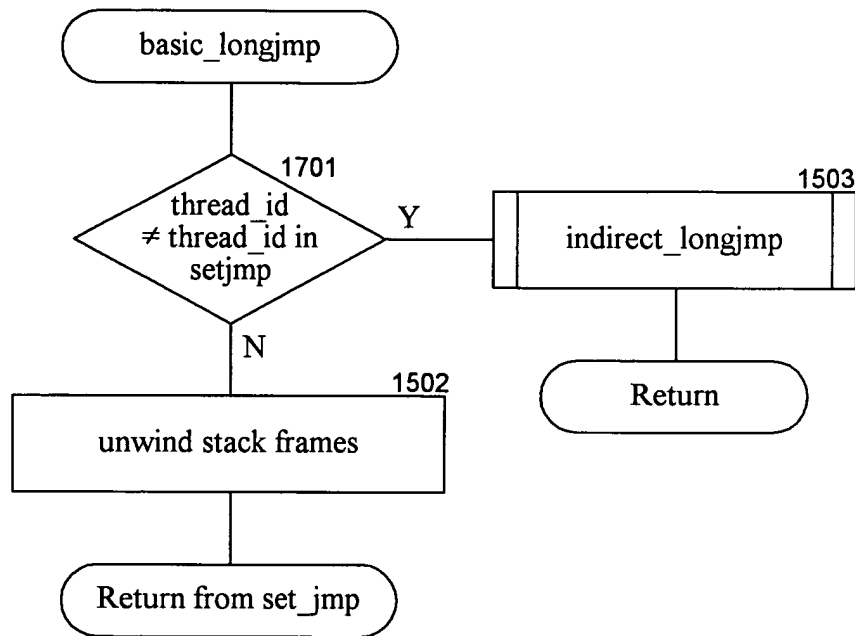 basic_longjmp
1701
thread_id
≠ thread_id in
setjmp
Y
1503
indirect_longjmp
N
Return
1502
unwind stack frames
Return from set_jmp